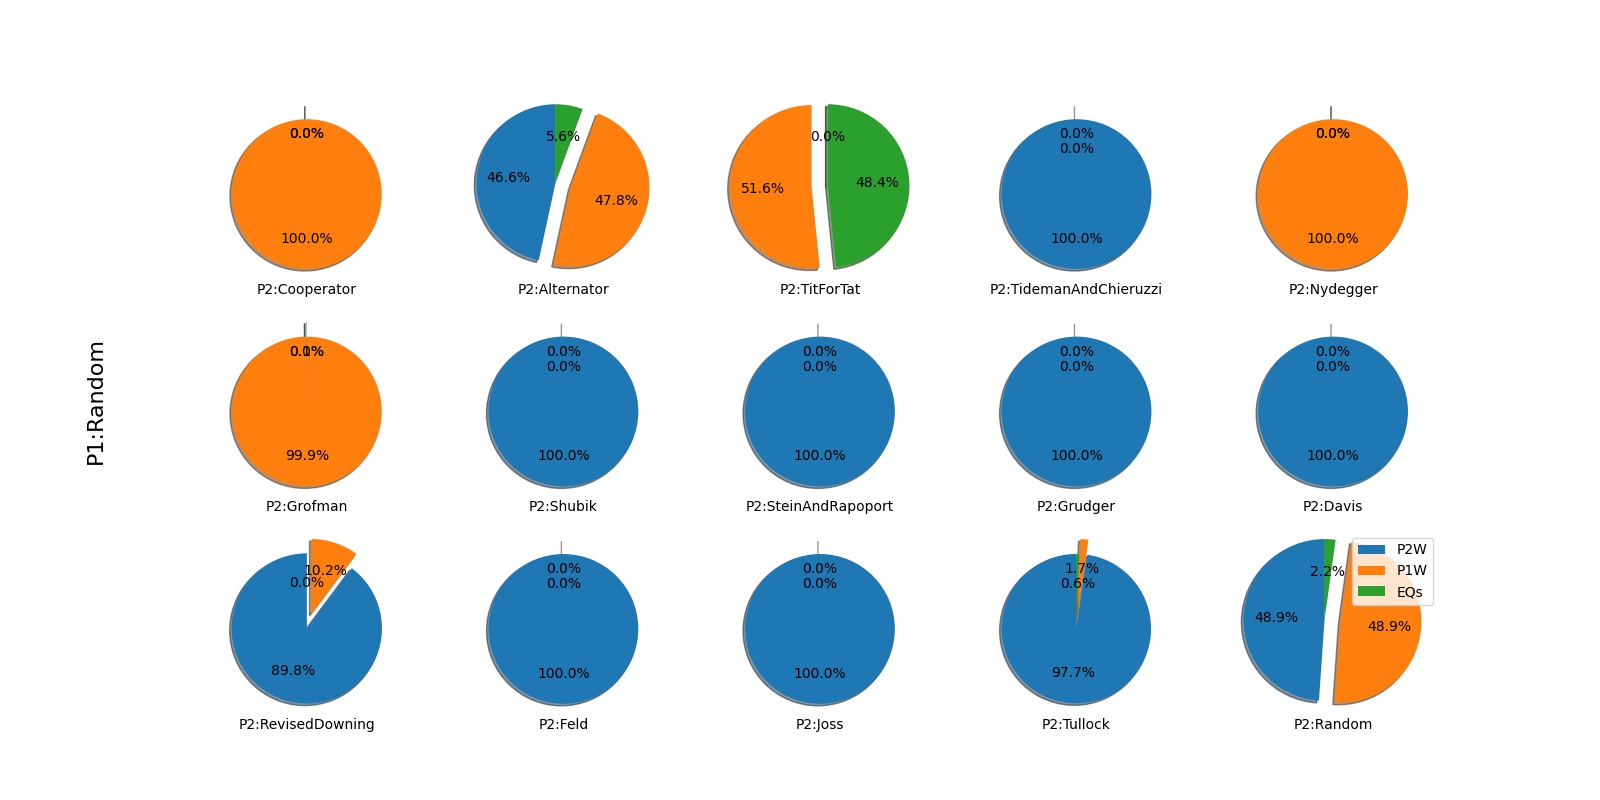 P1:Random
0.0%
100.0%
P2:Cooperator
5.6%
46.6%
47.8%
P2:Alternator
0.0%
51.6%
48.4%
P2:TitForTat
0.0%
0.0%
100.0%
P2:TidemanAndChieruzzi
0.0%
100.0%
P2:Nydegger
99.9%
P2:Grofman
0.0%
0.0%
100.0%
P2:Shubik
0.0%
0.0%
100.0%
P2:SteinAndRapoport
0.0%
0.0%
100.0%
P2:Grudger
0.0%
0.0%
100.0%
P2:Davis
10.2%
0.0%
89.8%
P2:RevisedDowning
0.0%
0.0%
100.0%
P2:Feld
0.0%
0.0%
100.0%
P2:Joss
1.7%
0.6%
97.7%
P2:Tullock
2.2%
48.9%
48.9%
P2:Random
P2W
P1W
EQs